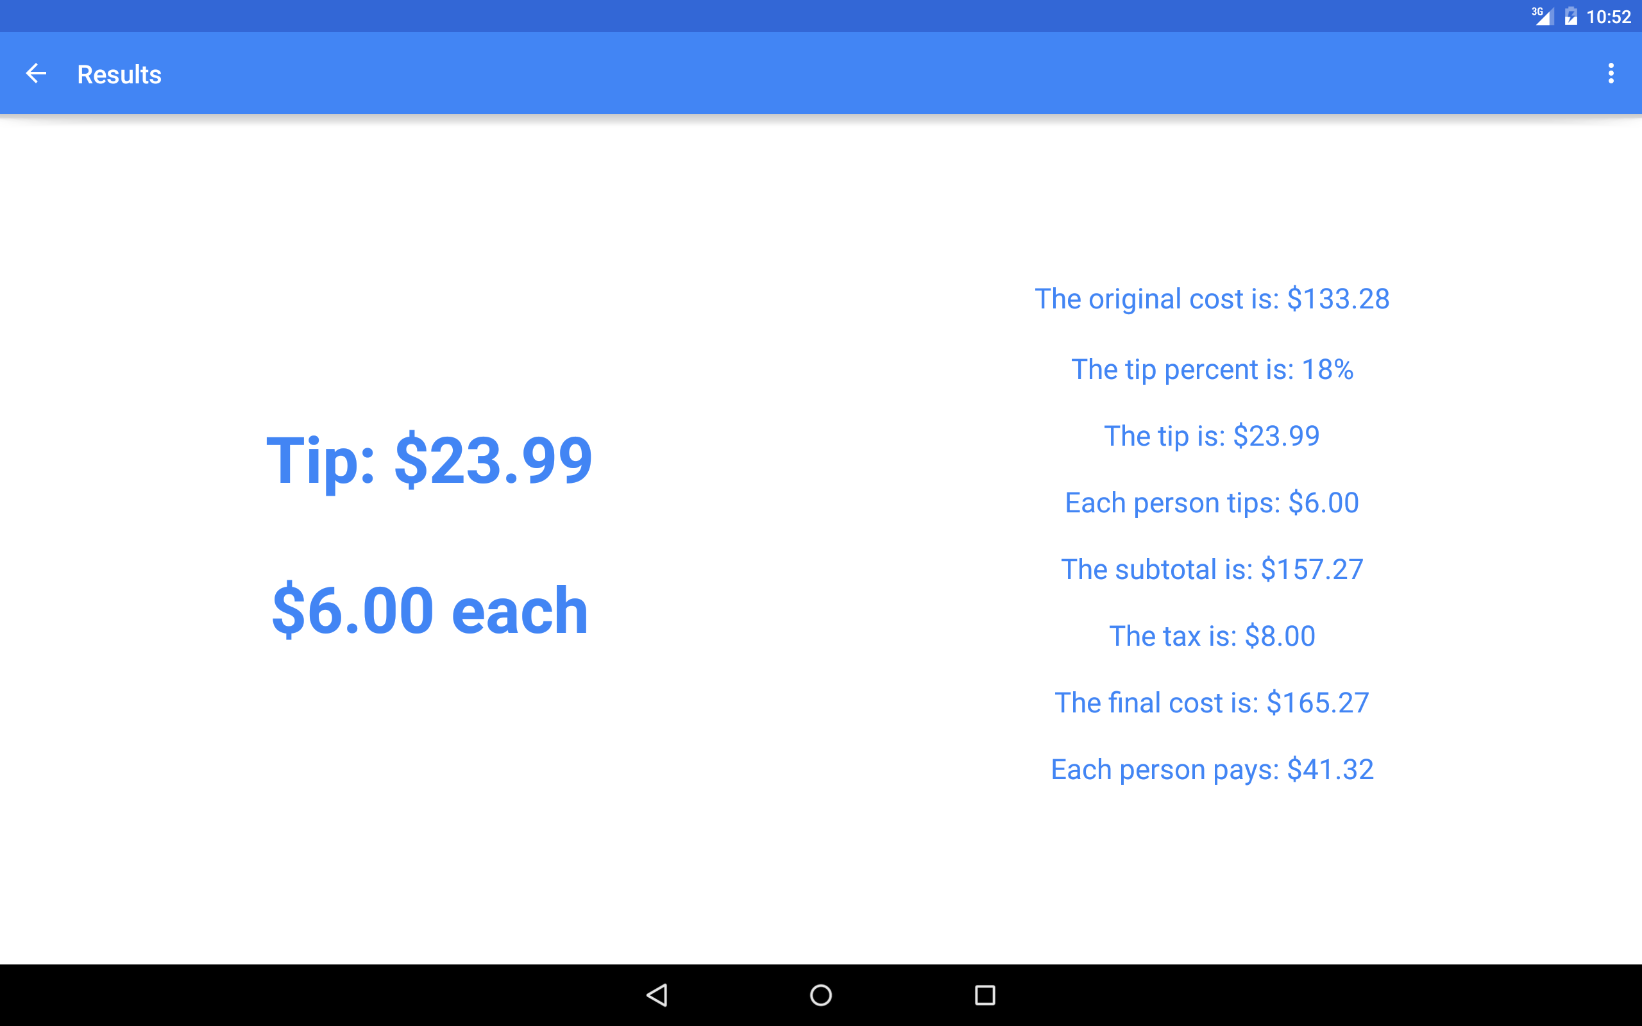 3G 10:52
Results
Tip: $23.99
$6.00 each
The original cost is: $133.28
The tip percent is: 18%
The tip is: $23.99
Each person tips: $6.00
The subtotal is: $157.27
The tax is: $8.00
The final cost is: $165.27
Each person pays: $41.32